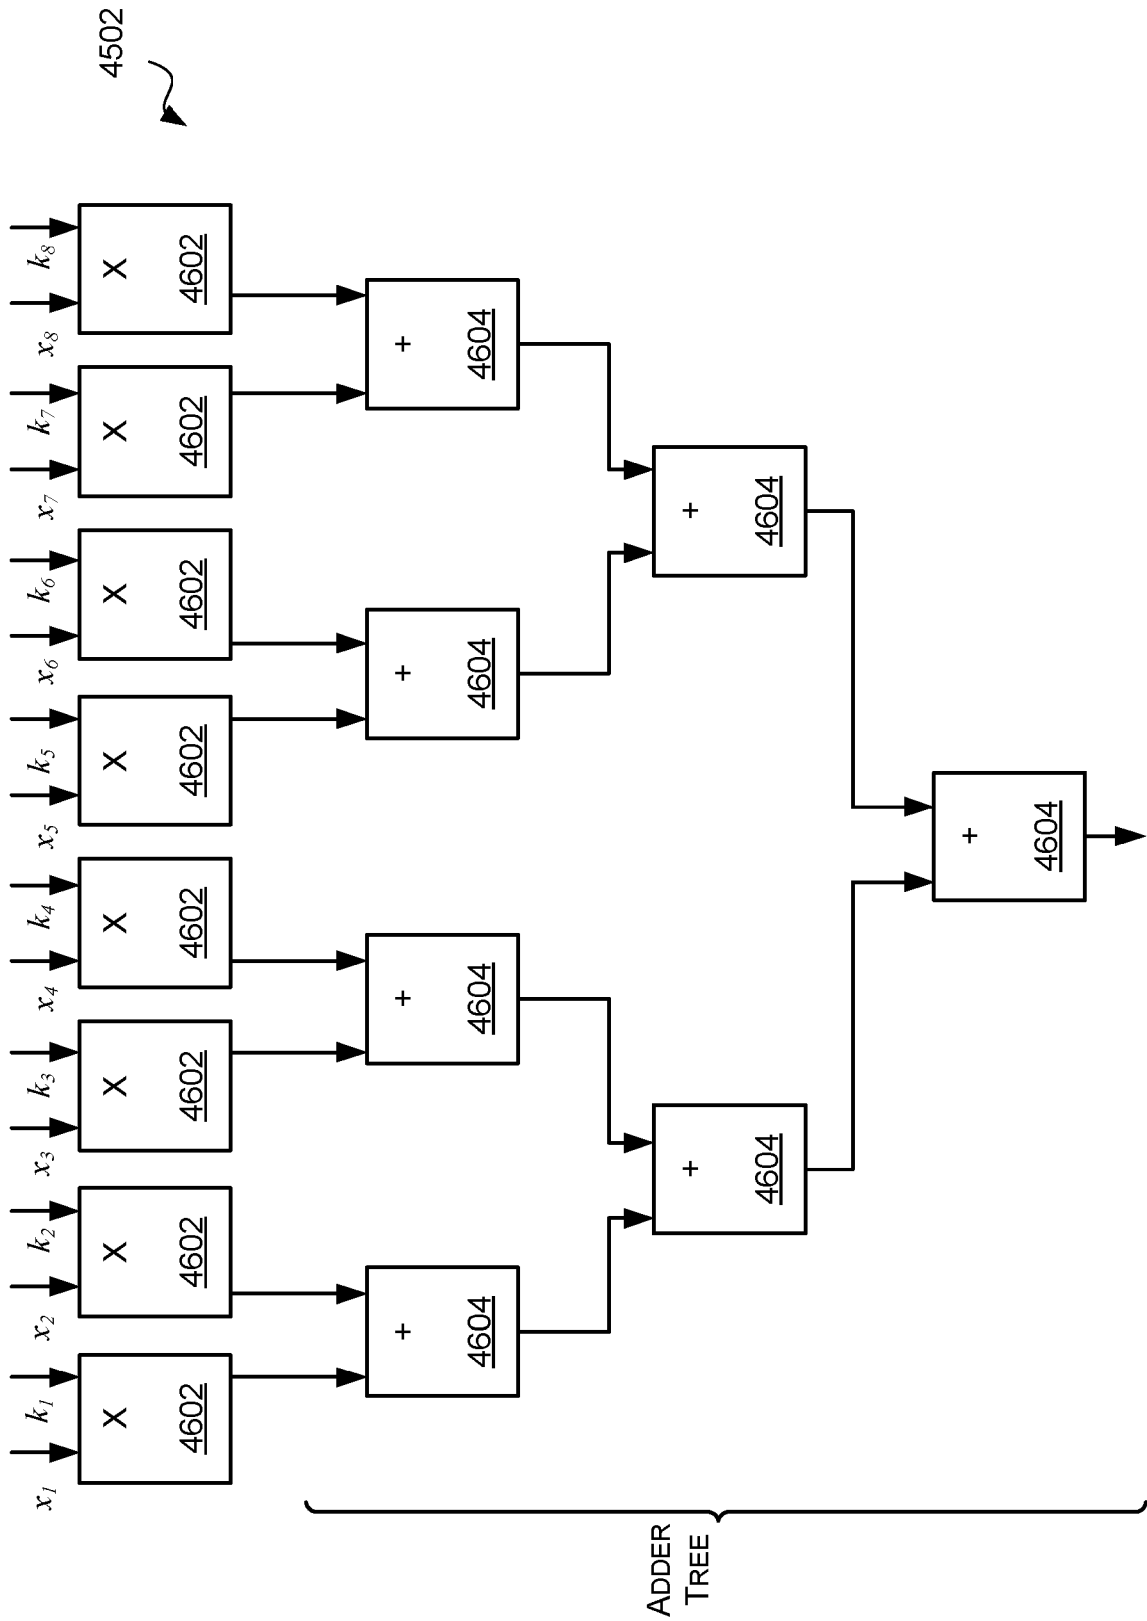 4502
x1 k1 x2 k2 x3 k3 x4 k4 x5 k5 x6 k6 x7 k7 x8 k8
X X X X X X X X
4602 4602 4602 4602 4602 4602 4602 4602
+ + + +
4604 4604 4604 4604
+ +
4604 4604
+
4604
ADDER
TREE